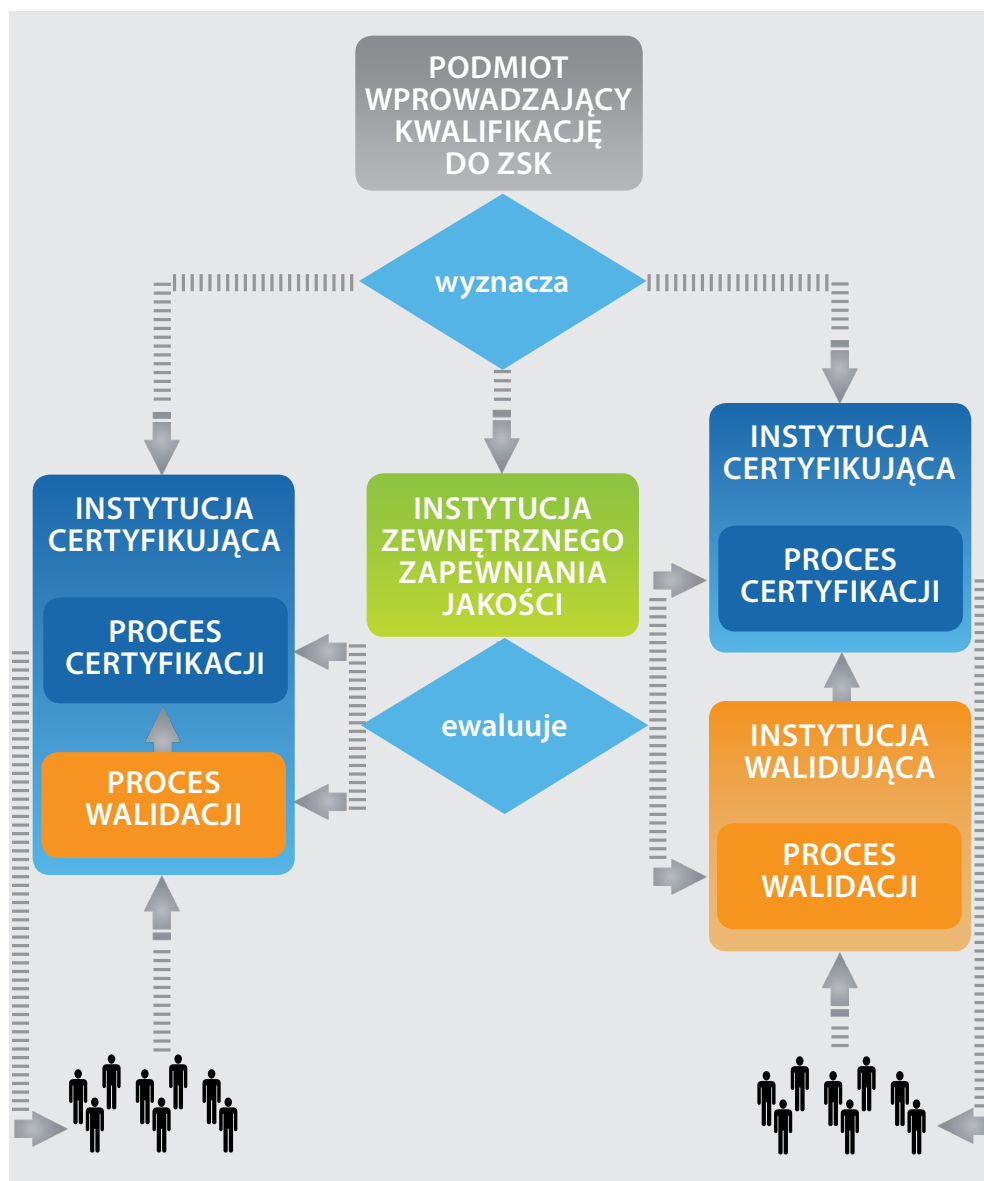 PODMIOT
WPROWADZAJĄCY
KWALIFIKACJĘ
DO ZSK
wyznacza
INSTYTUCJA
CERTYFIKUJĄCA
PROCES
CERTYFIKACJI
PROCES
WALIDACJI
INSTYTUCJA
ZEWNĘTRZNEGO
ZAPEWNIANIA
JAKOŚCI
ewaluuje
INSTYTUCJA
CERTYFIKUJĄCA
PROCES
CERTYFIKACJI
INSTYTUCJA
WALIDUJĄCA
PROCES
WALIDACJI